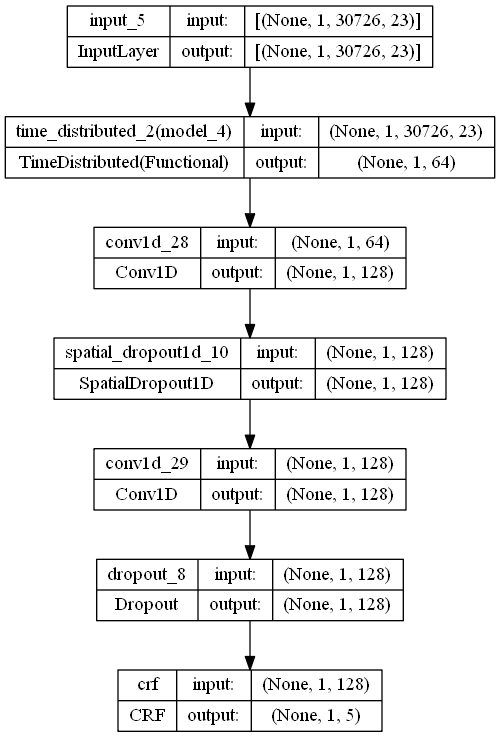 input_5 input: [(None, 1, 30726, 23)]
InputLayer output: [(None, 1, 30726, 23)]
time_distributed_2(model_4) input: (None, 1, 30726, 23)
TimeDistributed(Functional) output: (None, 1, 64)
conv1d_28 input: (None, 1, 64)
Conv1D output: (None, 1, 128)
spatial_dropout1d_10 input: (None, 1, 128)
SpatialDropout1D output: (None, 1, 128)
conv1d_29 input: (None, 1, 128)
Conv1D output: (None, 1, 128)
dropout_8 input: (None, 1, 128)
Dropout output: (None, 1, 128)
crf input: (None, 1, 128)
CRF output: (None, 1, 5)